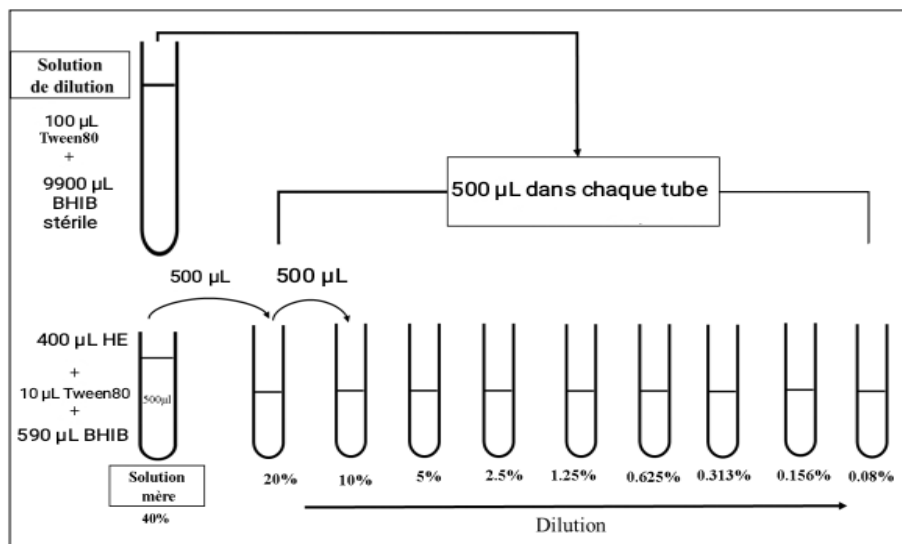 Solution
de dilution
100 µL
Tween80
+
9900 µL
BHIB
stérile
500 µL dans chaque tube
500 µL
500 µL
400 µL HE
+
10 µL Tween80
+
590 µL BHIB
500µl
Solution
mère
40%
20%
10%
5%
2.5%
1.25%
0.625%
0.313%
0.156%
0.08%
Dilution